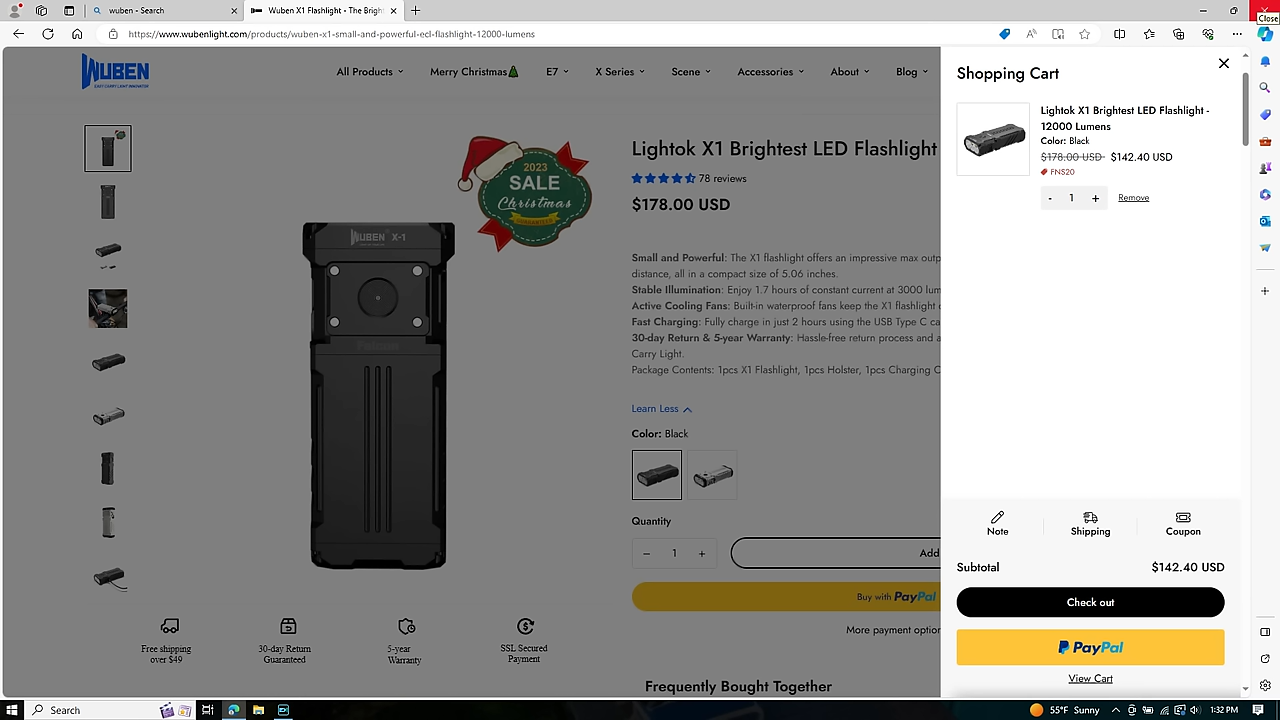 wuben - Search
Wuben X1 Flashlight - The Bright
Close
https://www.wubenlight.com/products/wuben-x1-small-and-powerful-ecl-flashlight-12000-lumens
WUBEN
EAST CARRY LIGHT INNOVATOR
All Products
Merry Christmas🎄
E7
X Series
Scene
Accessories
About
Blog
2023
SALE
Christmas
GUARANTEED
WUBEN X-1
Lightok X1 Brightest LED Flashlight
78 reviews
$178.00 USD
Small and Powerful: The X1 flashlight offers an impressive max outp
distance, all in a compact size of 5.06 inches.
Stable Illumination: Enjoy 1.7 hours of constant current at 3000 lum
Active Cooling Fans: Built-in waterproof fans keep the X1 flashlight
Fast Charging: Fully charge in just 2 hours using the USB Type C ca
30-day Return & 5-year Warranty: Hassle-free return process and a
Carry Light.
Package Contents: 1pcs X1 Flashlight, 1pcs Holster, 1pcs Charging C
Learn Less
Color: Black
Quantity
− 1 +
Add
Buy with PayPal
More payment option
Free shipping
over $49
30-day Return
Guaranteed
5-year
Warranty
SSL Secured
Payment
Frequently Bought Together
Shopping Cart
Lightok X1 Brightest LED Flashlight -
12000 Lumens
Color: Black
$178.00 USD $142.40 USD
FNS20
- 1 + Remove
Note
Shipping
Coupon
Subtotal $142.40 USD
Check out
PayPal
View Cart
Search
55°F Sunny
1:32 PM